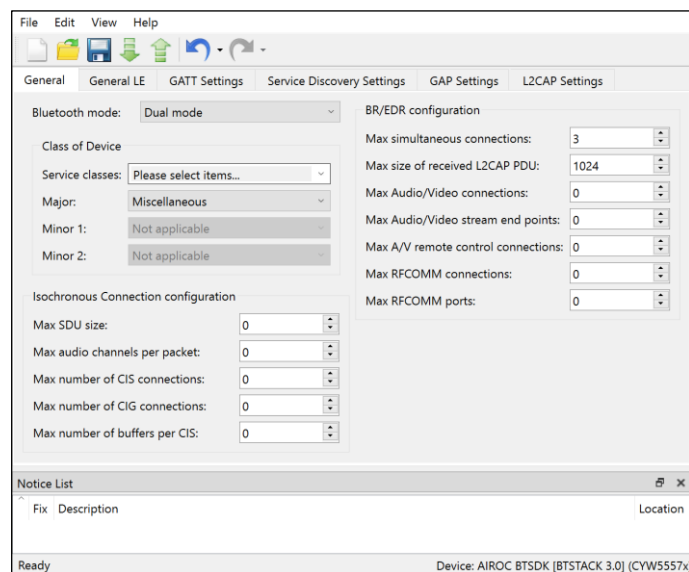 File Edit View Help
General General LE GATT Settings Service Discovery Settings GAP Settings L2CAP Settings
Bluetooth mode: Dual mode
Class of Device
Service classes: Please select items...
Major: Miscellaneous
Minor 1: Not applicable
Minor 2: Not applicable
Isochronous Connection configuration
Max SDU size: 0
Max audio channels per packet: 0
Max number of CIS connections: 0
Max number of CIG connections: 0
Max number of buffers per CIS: 0
BR/EDR configuration
Max simultaneous connections: 3
Max size of received L2CAP PDU: 1024
Max Audio/Video connections: 0
Max Audio/Video stream end points: 0
Max A/V remote control connections: 0
Max RFCOMM connections: 0
Max RFCOMM ports: 0
Notice List
Fix Description Location
Ready Device: AIROC BTSDK [BTSTACK 3.0] (CYW5557x